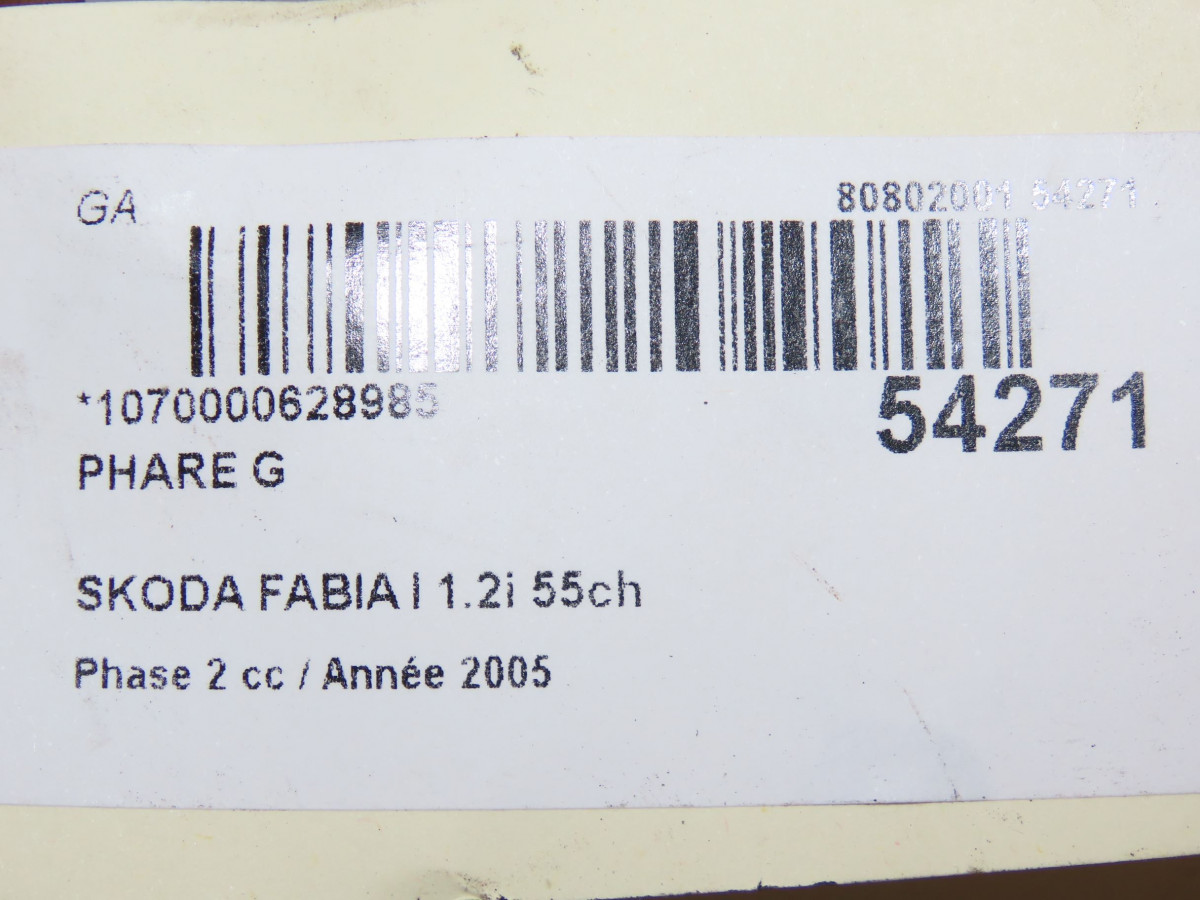 GA
80802001 54271
*1070000628985
54271
PHARE G
SKODA FABIA I 1.2i 55ch
Phase 2 cc / Année 2005